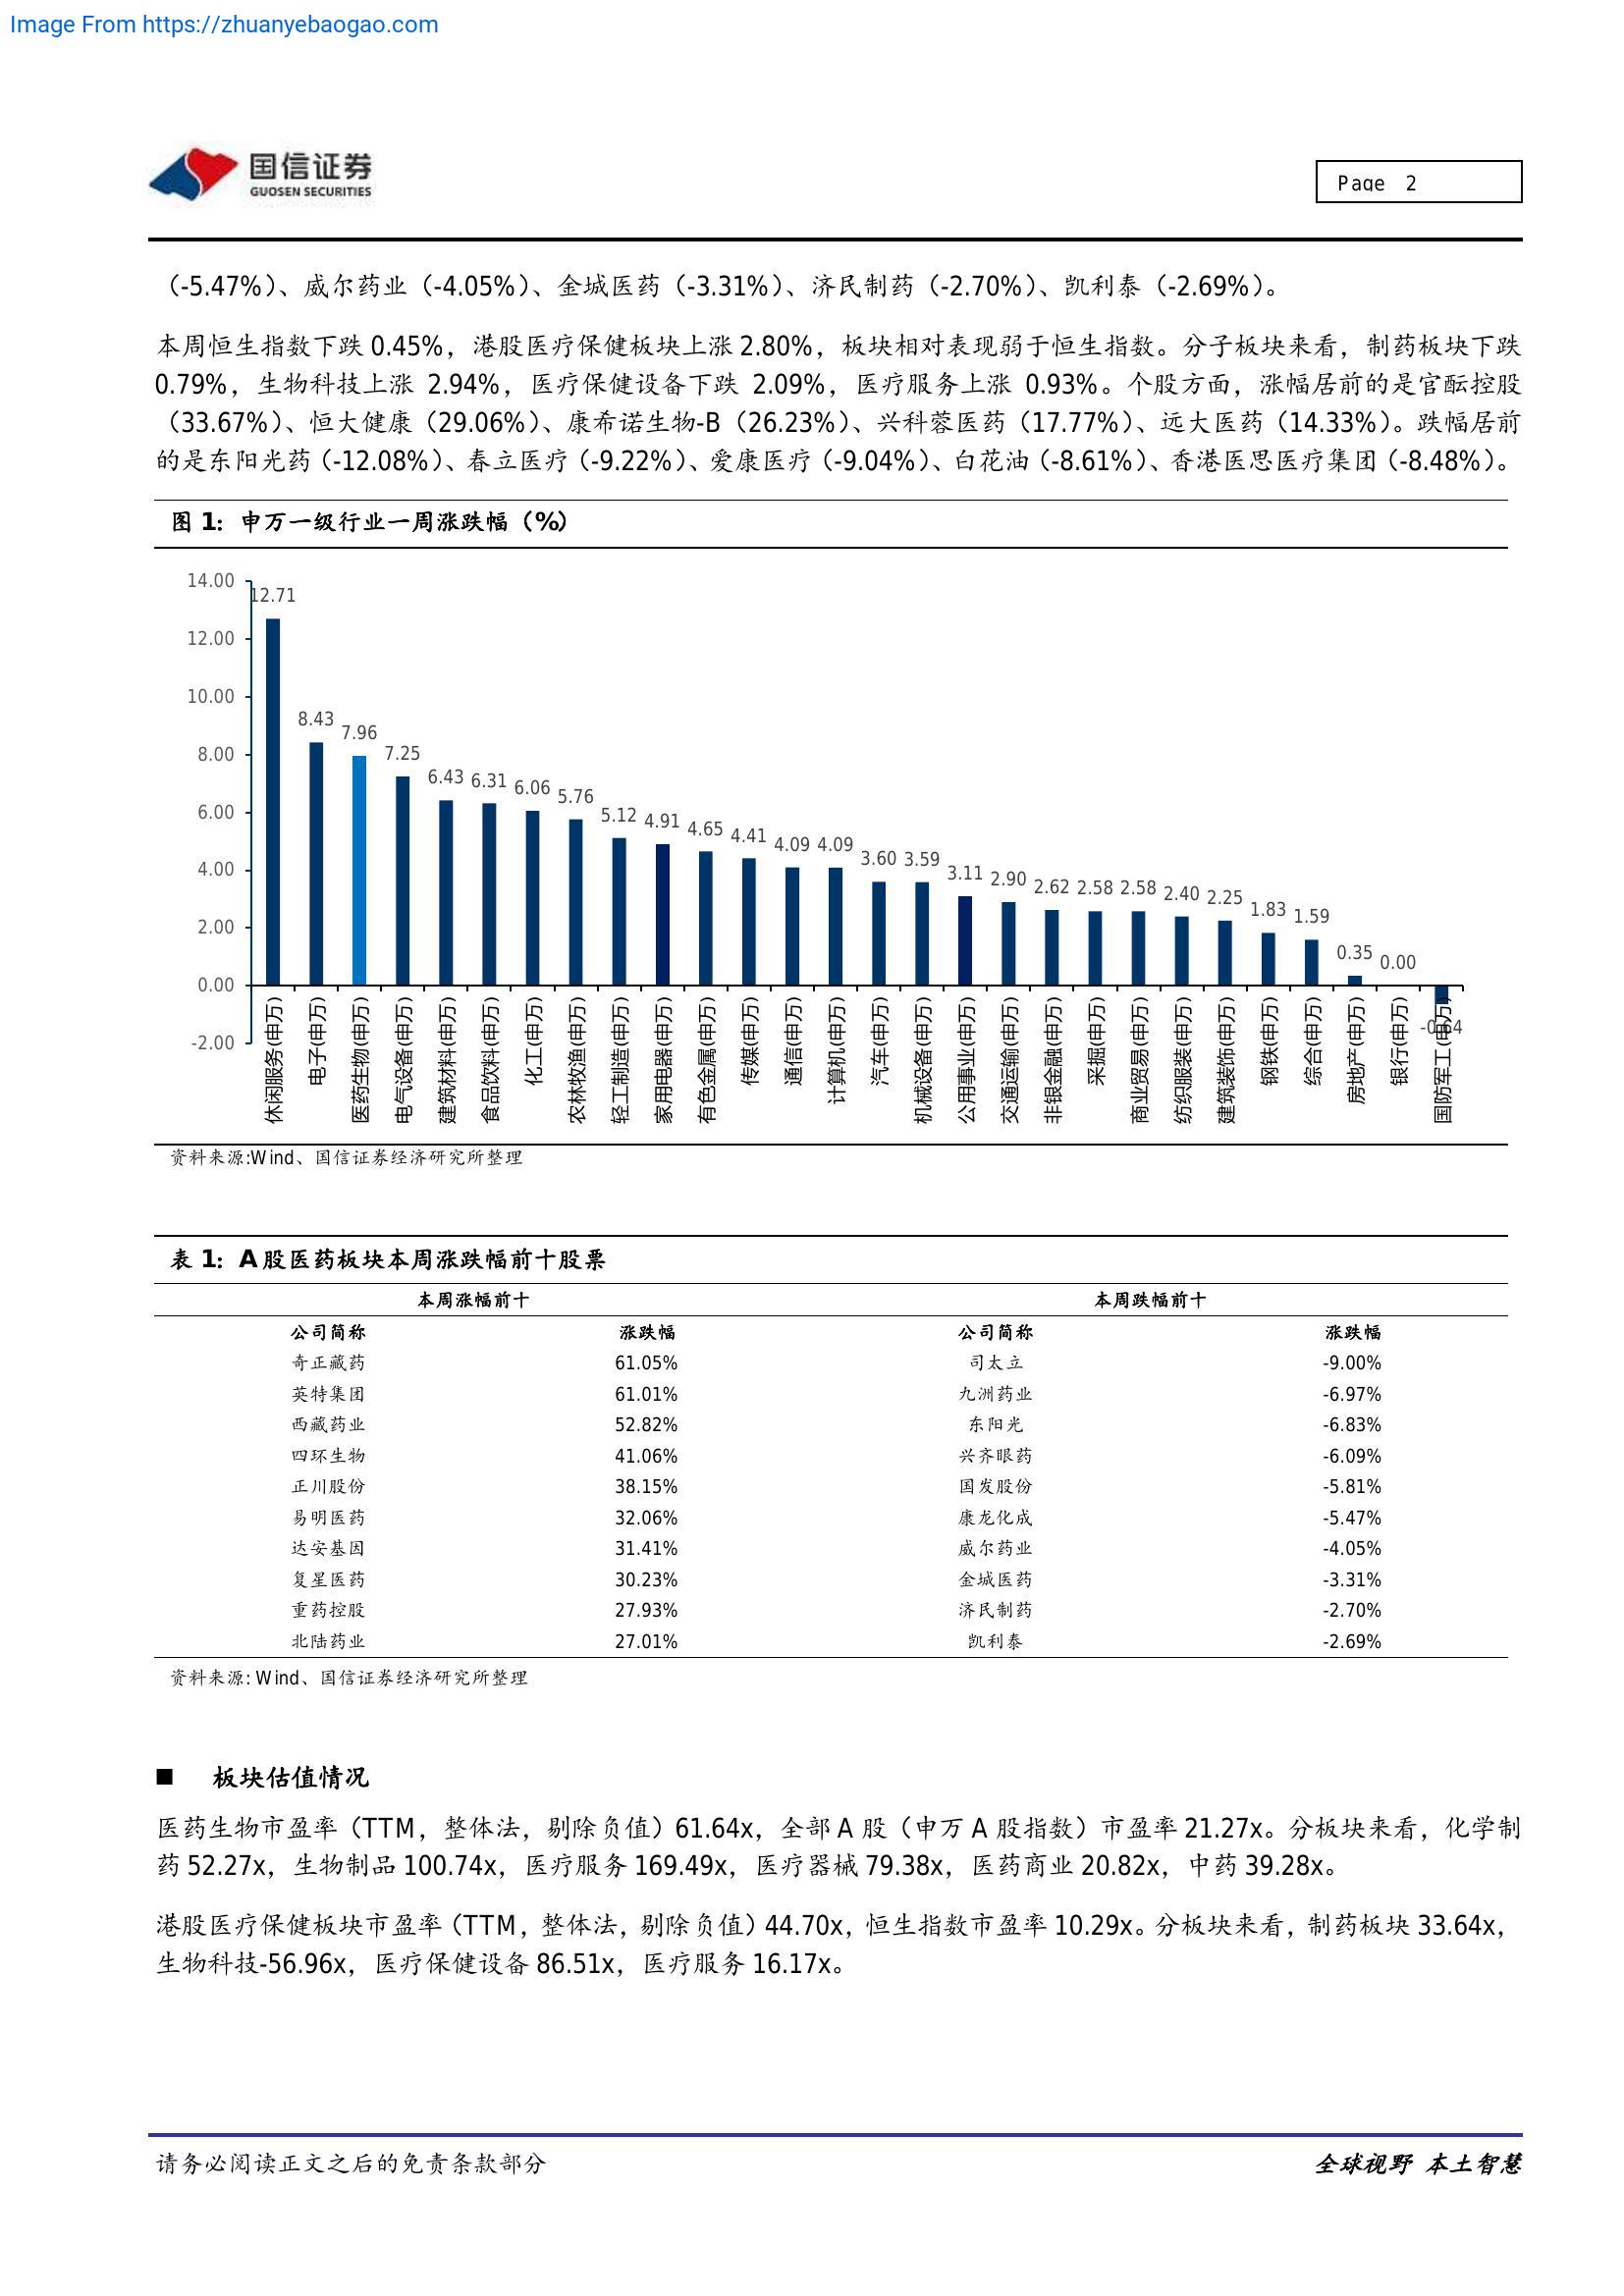 Image From https://zhuanyebaogao.com
国信证券
GUOSEN SECURITIES
Page 2
（-5.47%）、威尔药业（-4.05%）、金城医药（-3.31%）、济民制药（-2.70%）、凯利泰（-2.69%）。
本周恒生指数下跌 0.45%，港股医疗保健板块上涨 2.80%，板块相对表现弱于恒生指数。分子板块来看，制药板块下跌
0.79%，生物科技上涨 2.94%，医疗保健设备下跌 2.09%，医疗服务上涨 0.93%。个股方面，涨幅居前的是官酝控股
（33.67%）、恒大健康（29.06%）、康希诺生物-B（26.23%）、兴科蓉医药（17.77%）、远大医药（14.33%）。跌幅居前
的是东阳光药（-12.08%）、春立医疗（-9.22%）、爱康医疗（-9.04%）、白花油（-8.61%）、香港医思医疗集团（-8.48%）。
图 1：申万一级行业一周涨跌幅（%）
14.00
12.00
10.00
8.00
6.00
4.00
2.00
0.00
-2.00
12.71
8.43
7.96
7.25
6.43
6.31
6.06
5.76
5.12
4.91
4.65
4.41
4.09
4.09
3.60
3.59
3.11
2.90
2.62
2.58
2.58
2.40
2.25
1.83
1.59
0.35
0.00
-0.64
休闲服务(申万)
电子(申万)
医药生物(申万)
电气设备(申万)
建筑材料(申万)
食品饮料(申万)
化工(申万)
农林牧渔(申万)
轻工制造(申万)
家用电器(申万)
有色金属(申万)
传媒(申万)
通信(申万)
计算机(申万)
汽车(申万)
机械设备(申万)
公用事业(申万)
交通运输(申万)
非银金融(申万)
采掘(申万)
商业贸易(申万)
纺织服装(申万)
建筑装饰(申万)
钢铁(申万)
综合(申万)
房地产(申万)
银行(申万)
国防军工(申万)
资料来源:Wind、国信证券经济研究所整理
表 1：A 股医药板块本周涨跌幅前十股票
本周涨幅前十 本周跌幅前十
公司简称 涨跌幅 公司简称 涨跌幅
奇正藏药 61.05% 司太立 -9.00%
英特集团 61.01% 九洲药业 -6.97%
西藏药业 52.82% 东阳光 -6.83%
四环生物 41.06% 兴齐眼药 -6.09%
正川股份 38.15% 国发股份 -5.81%
易明医药 32.06% 康龙化成 -5.47%
达安基因 31.41% 威尔药业 -4.05%
复星医药 30.23% 金城医药 -3.31%
重药控股 27.93% 济民制药 -2.70%
北陆药业 27.01% 凯利泰 -2.69%
资料来源: Wind、国信证券经济研究所整理
■ 板块估值情况
医药生物市盈率（TTM，整体法，剔除负值）61.64x，全部 A 股（申万 A 股指数）市盈率 21.27x。分板块来看，化学制
药 52.27x，生物制品 100.74x，医疗服务 169.49x，医疗器械 79.38x，医药商业 20.82x，中药 39.28x。
港股医疗保健板块市盈率（TTM，整体法，剔除负值）44.70x，恒生指数市盈率 10.29x。分板块来看，制药板块 33.64x，
生物科技-56.96x，医疗保健设备 86.51x，医疗服务 16.17x。
请务必阅读正文之后的免责条款部分
全球视野 本土智慧